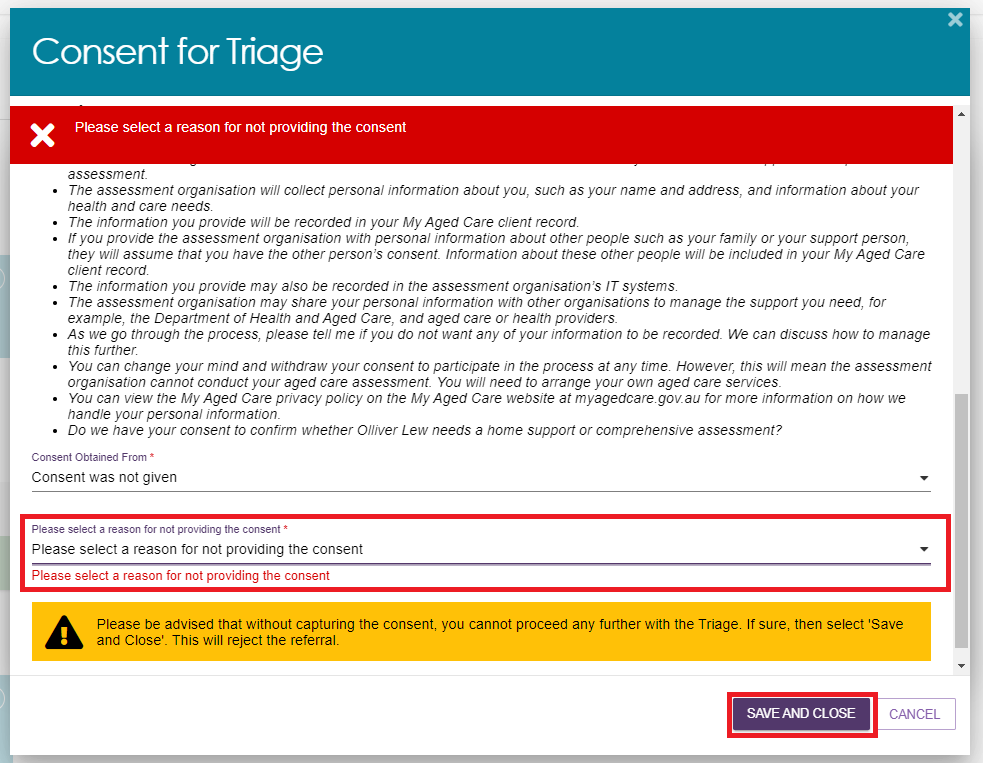 Consent for Triage
Please select a reason for not providing the consent
assessment.
• The assessment organisation will collect personal information about you, such as your name and address, and information about your
health and care needs.
• The information you provide will be recorded in your My Aged Care client record.
• If you provide the assessment organisation with personal information about other people such as your family or your support person,
they will assume that you have the other person's consent. Information about these other people will be included in your My Aged Care
client record.
• The information you provide may also be recorded in the assessment organisation's IT systems.
• The assessment organisation may share your personal information with other organisations to manage the support you need, for
example, the Department of Health and Aged Care, and aged care or health providers.
• As we go through the process, please tell me if you do not want any of your information to be recorded. We can discuss how to manage
this further.
• You can change your mind and withdraw your consent to participate in the process at any time. However, this will mean the assessment
organisation cannot conduct your aged care assessment. You will need to arrange your own aged care services.
• You can view the My Aged Care privacy policy on the My Aged Care website at myagedcare.gov.au for more information on how we
handle your personal information.
• Do we have your consent to confirm whether Olliver Lew needs a home support or comprehensive assessment?
Consent Obtained From *
Consent was not given
Please select a reason for not providing the consent *
Please select a reason for not providing the consent
Please select a reason for not providing the consent
Please be advised that without capturing the consent, you cannot proceed any further with the Triage. If sure, then select 'Save
and Close'. This will reject the referral.
SAVE AND CLOSE
CANCEL